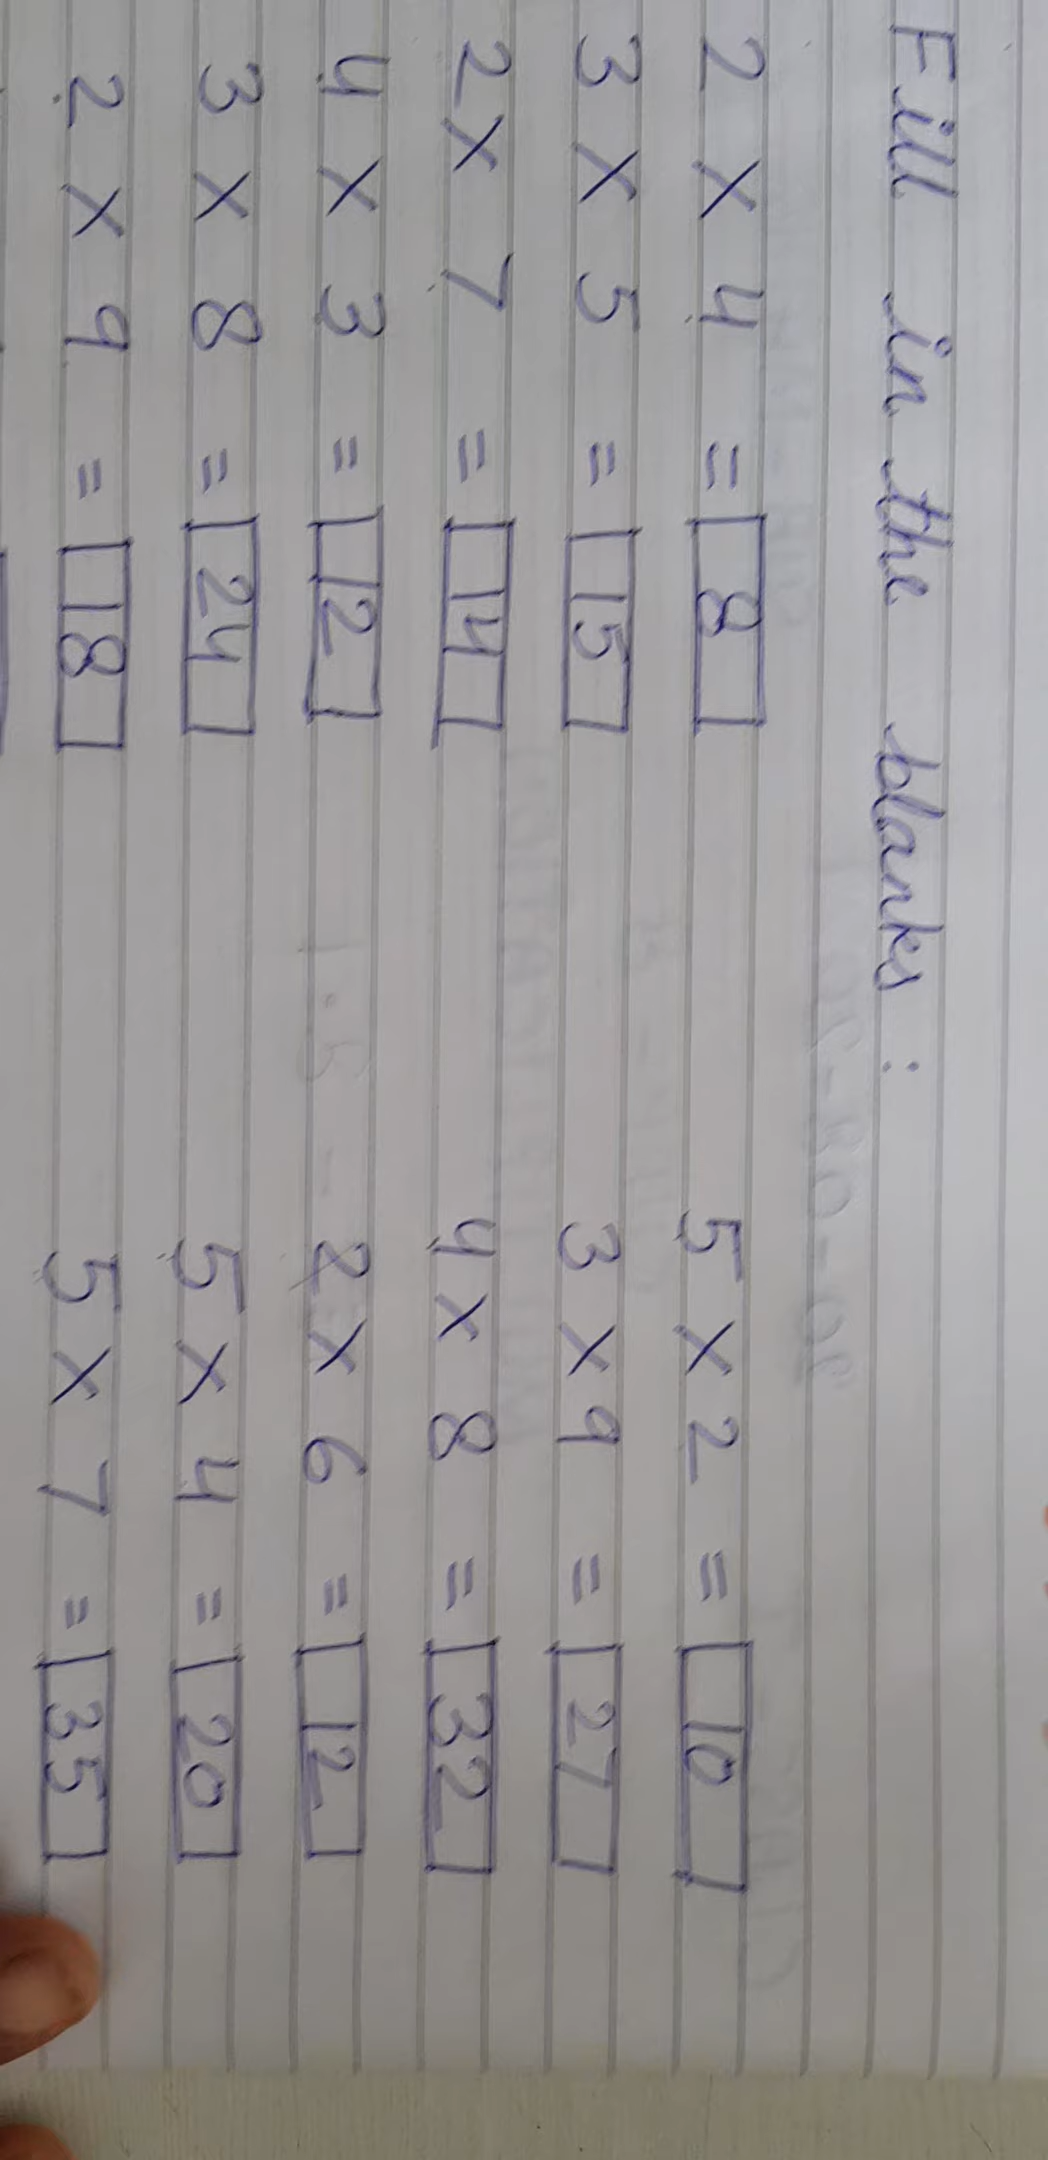 Fill in the blanks :
2 x 4 = 8 5 x 2 = 10
3 x 5 = 15 3 x 9 = 27
2 x 7 = 14 4 x 8 = 32
4 x 3 = 12 2 x 6 = 12
3 x 8 = 24 5 x 4 = 20
2 x 9 = 18 5 x 7 = 35